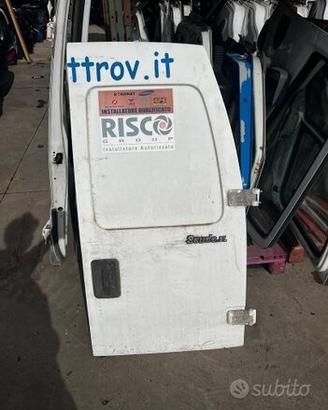 ttrov.it
INSTALLATORE QUALIFICATO
RISCO
GROUP
Installatore Autorizzato
Scudo
subito